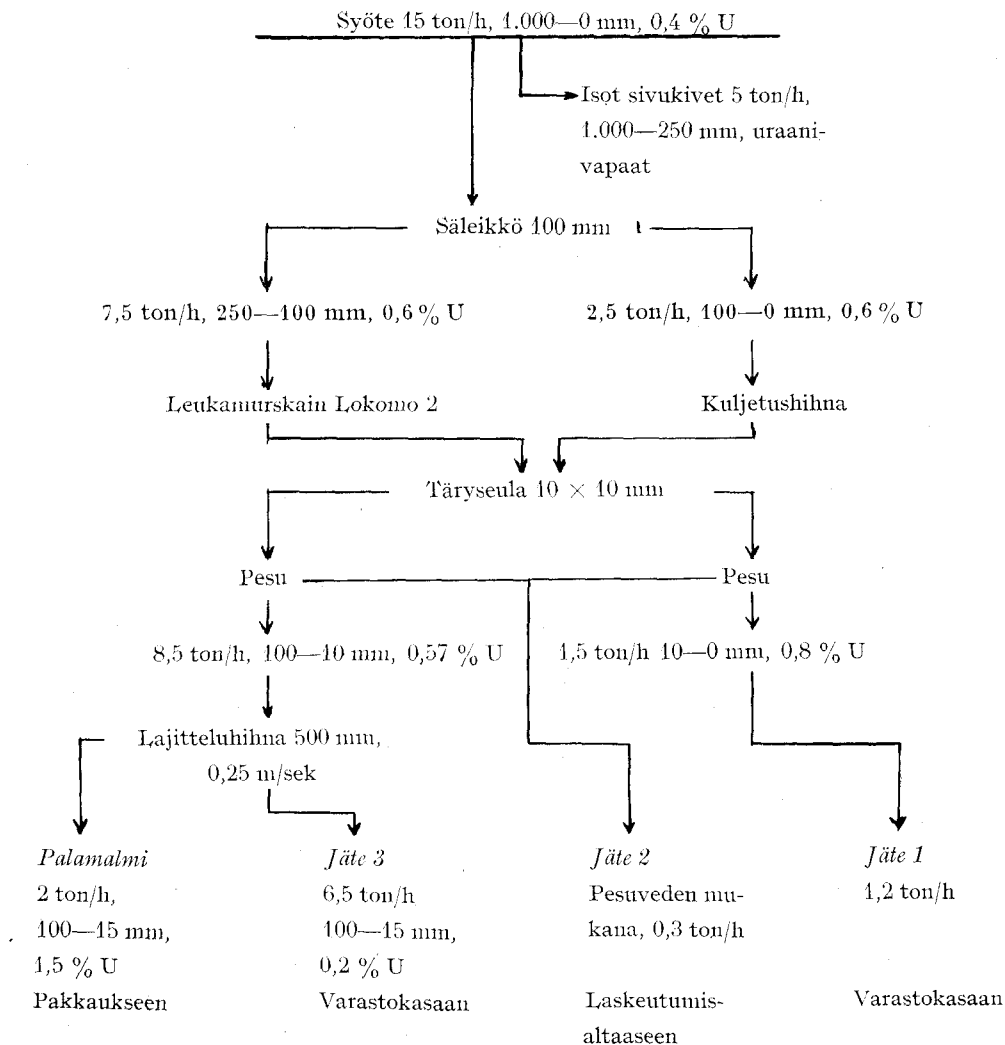 Syöte 15 ton/h, 1.000—0 mm, 0,4 % U
Isot sivukivet 5 ton/h,
1.000—250 mm, uraani-
vapaat
Säleikkö 100 mm
7,5 ton/h, 250—100 mm, 0,6 % U
2,5 ton/h, 100—0 mm, 0,6 % U
Leukamurskain Lokomo 2
Kuljetushihna
Täryseula 10 × 10 mm
Pesu
Pesu
8,5 ton/h, 100—10 mm, 0,57 % U
1,5 ton/h 10—0 mm, 0,8 % U
Lajitteluhihna 500 mm,
0,25 m/sek
Palamalmi
2 ton/h,
100—15 mm,
1,5 % U
Pakkaukseen
Jäte 3
6,5 ton/h
100—15 mm,
0,2 % U
Varastokasaan
Jäte 2
Pesuveden mu-
kana, 0,3 ton/h
Laskeutumis-
altaaseen
Jäte 1
1,2 ton/h
Varastokasaan